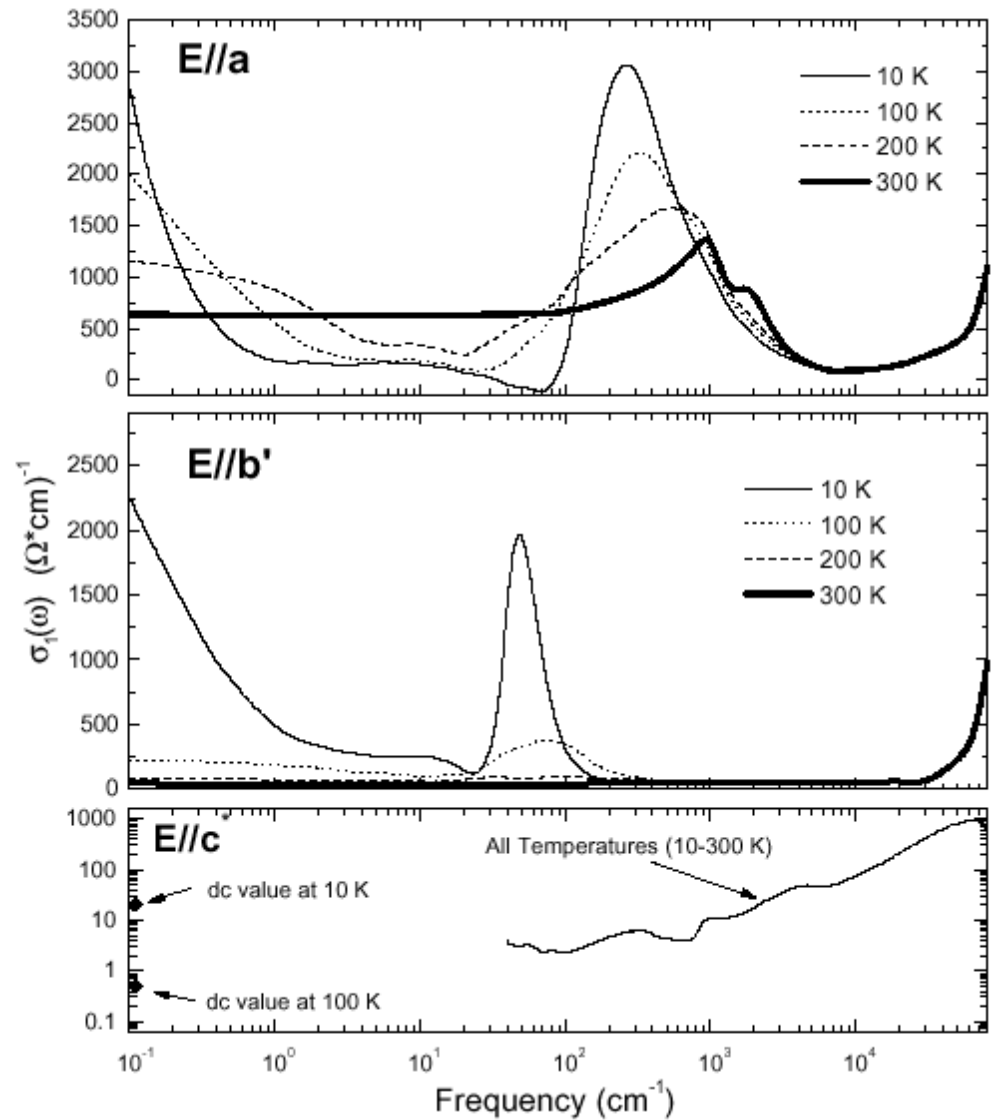 E//a
3500
3000
2500
2000
1500
1000
500
0
10 K
100 K
200 K
300 K
E//b'
2500
2000
1500
1000
500
0
10 K
100 K
200 K
300 K
σ₁(ω) (Ω*cm)⁻¹
E//c*
1000
100
10
1
0.1
All Temperatures (10-300 K)
dc value at 10 K
dc value at 100 K
10⁻¹ 10⁰ 10¹ 10² 10³ 10⁴
Frequency (cm⁻¹)